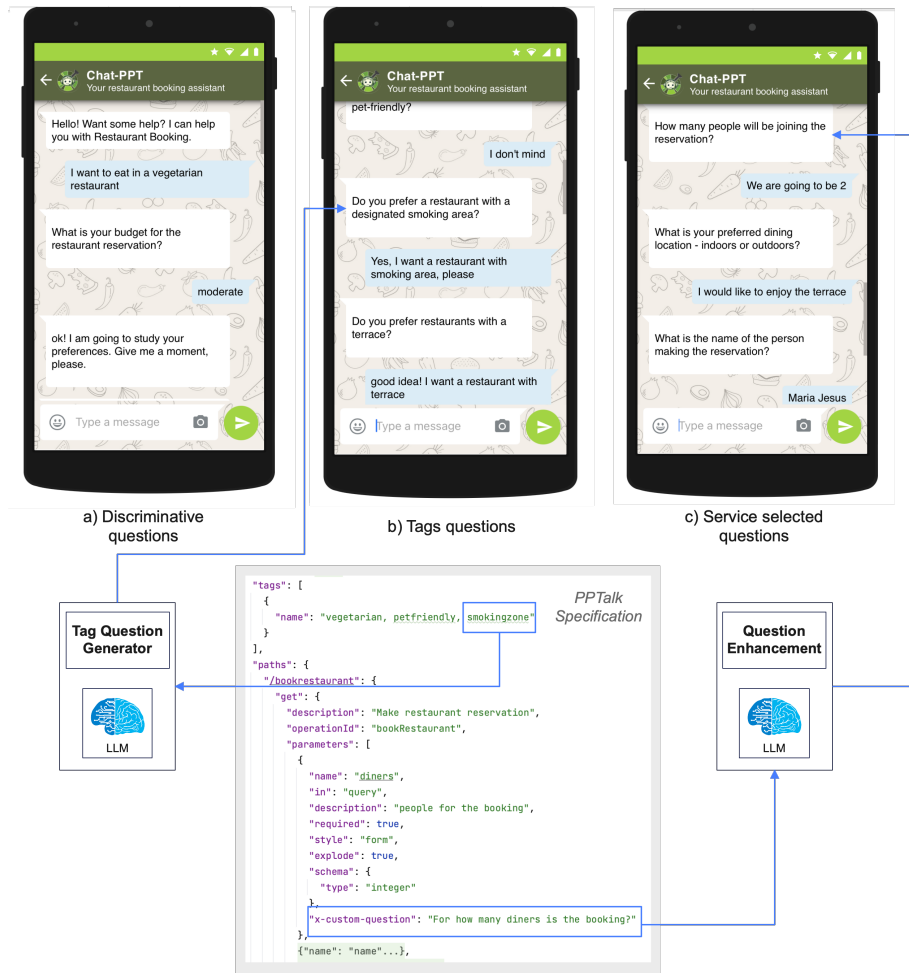 Chat-PPT
Your restaurant booking assistant
Hello! Want some help? I can help
you with Restaurant Booking.
I want to eat in a vegetarian
restaurant
What is your budget for the
restaurant reservation?
moderate
ok! I am going to study your
preferences. Give me a moment,
please.
Type a message
a) Discriminative
questions
Chat-PPT
Your restaurant booking assistant
pet-friendly?
I don't mind
Do you prefer a restaurant with a
designated smoking area?
Yes, I want a restaurant with
smoking area, please
Do you prefer restaurants with a
terrace?
good idea! I want a restaurant with
terrace
Type a message
b) Tags questions
Chat-PPT
Your restaurant booking assistant
How many people will be joining the
reservation?
We are going to be 2
What is your preferred dining
location - indoors or outdoors?
I would like to enjoy the terrace
What is the name of the person
making the reservation?
Maria Jesus
Type a message
c) Service selected
questions
Tag Question
Generator
LLM
PPTalk
Specification
"tags": [
{
"name": "vegetarian, petfriendly, smokingzone"
}
],
"paths": {
"/bookrestaurant": {
"get": {
"description": "Make restaurant reservation",
"operationId": "bookRestaurant",
"parameters": [
{
"name": "diners",
"in": "query",
"description": "people for the booking",
"required": true,
"style": "form",
"explode": true,
"schema": {
"type": "integer"
},
"x-custom-question": "For how many diners is the booking?"
},
{"name": "name"...},
Question
Enhancement
LLM